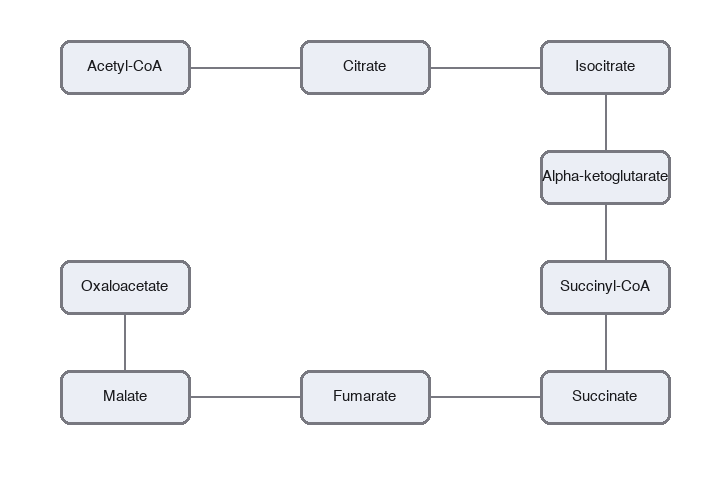 Acetyl-CoA
Citrate
Isocitrate
Alpha-ketoglutarate
Oxaloacetate
Succinyl-CoA
Malate
Fumarate
Succinate